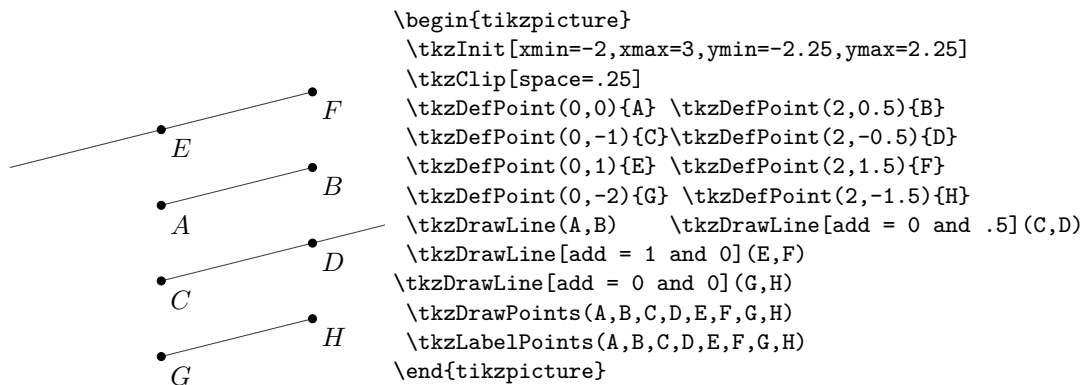 F
E
B
A
D
C
H
G
\begin{tikzpicture}
\tkzInit[xmin=-2,xmax=3,ymin=-2.25,ymax=2.25]
\tkzClip[space=.25]
\tkzDefPoint(0,0){A} \tkzDefPoint(2,0.5){B}
\tkzDefPoint(0,-1){C}\tkzDefPoint(2,-0.5){D}
\tkzDefPoint(0,1){E} \tkzDefPoint(2,1.5){F}
\tkzDefPoint(0,-2){G} \tkzDefPoint(2,-1.5){H}
\tkzDrawLine(A,B) \tkzDrawLine[add = 0 and .5](C,D)
\tkzDrawLine[add = 1 and 0](E,F)
\tkzDrawLine[add = 0 and 0](G,H)
\tkzDrawPoints(A,B,C,D,E,F,G,H)
\tkzLabelPoints(A,B,C,D,E,F,G,H)
\end{tikzpicture}